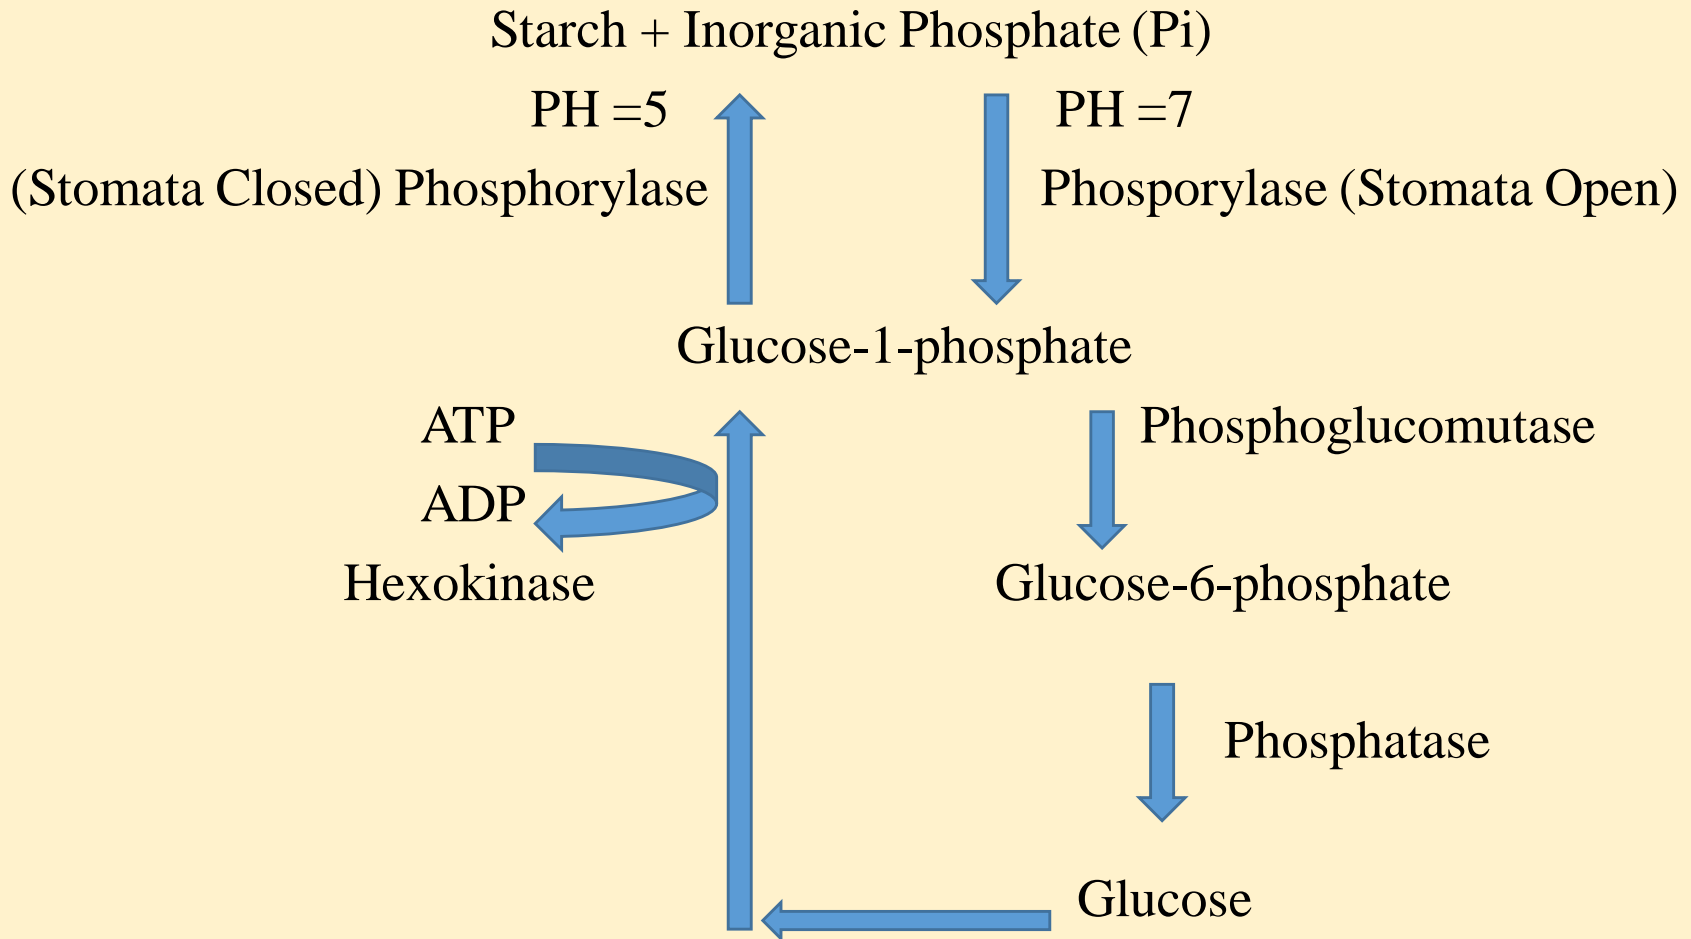 Starch + Inorganic Phosphate (Pi)
PH =5 PH =7
(Stomata Closed) Phosphorylase Phosporylase (Stomata Open)
Glucose-1-phosphate
ATP Phosphoglucomutase
ADP
Hexokinase Glucose-6-phosphate
Phosphatase
Glucose